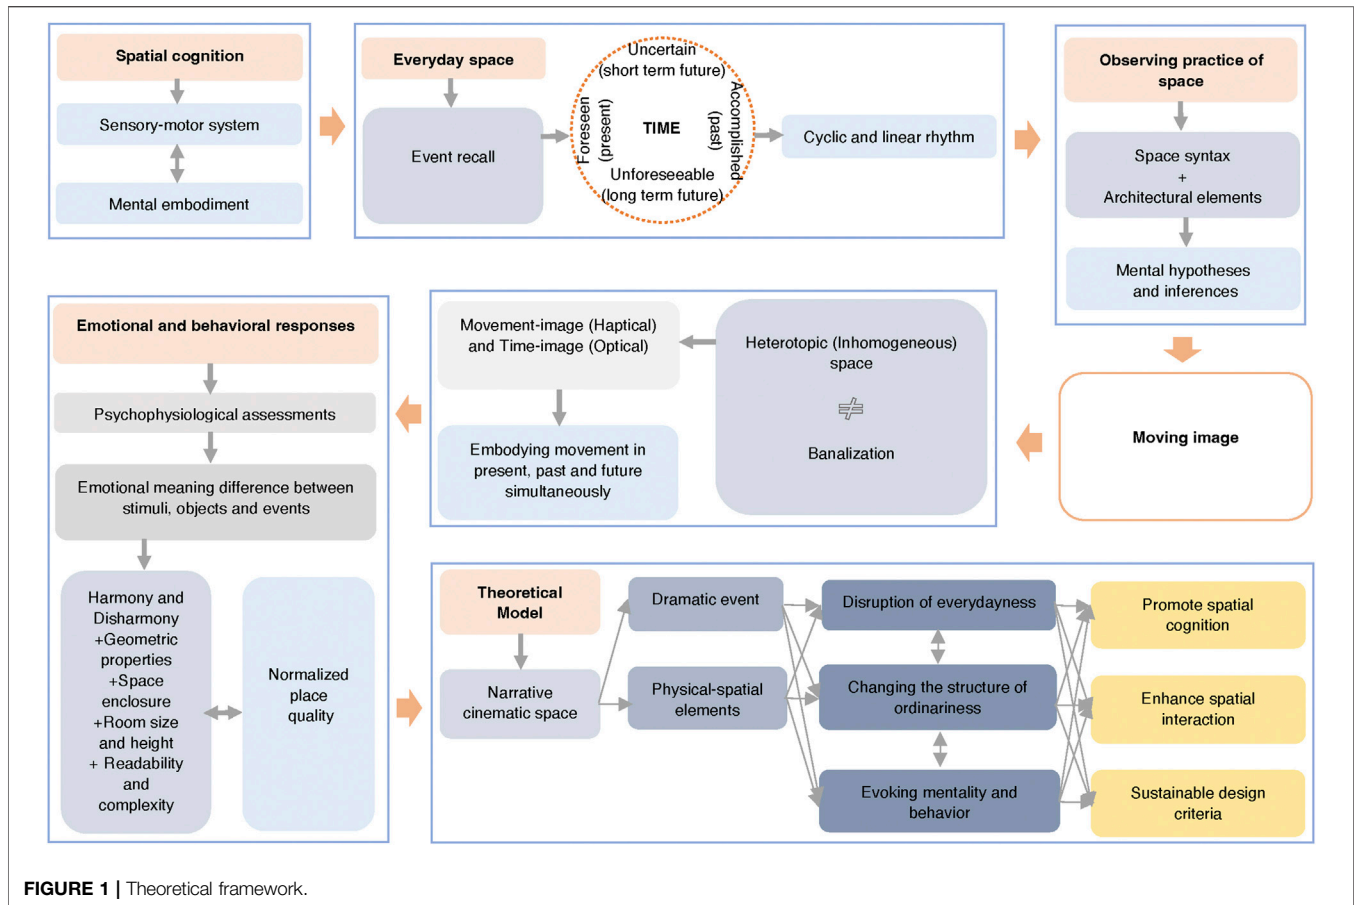 Spatial cognition
Sensory-motor system
Mental embodiment
Everyday space
Event recall
Uncertain
(short term future)
Foreseen
(present)
TIME
Accomplished
(past)
Unforeseeable
(long term future)
Cyclic and linear rhythm
Observing practice of
space
Space syntax
+
Architectural elements
Mental hypotheses
and inferences
Moving image
Heterotopic (Inhomogeneous)
space
≠
Banalization
Movement-image (Haptical)
and Time-image (Optical)
Embodying movement in
present, past and future
simultaneously
Emotional and behavioral responses
Psychophysiological assessments
Emotional meaning difference between
stimuli, objects and events
Harmony and
Disharmony
+Geometric
properties
+Space
enclosure
+Room size
and height
+ Readability
and
complexity
Normalized
place
quality
Theoretical
Model
Narrative
cinematic space
Dramatic event
Physical-spatial
elements
Disruption of everydayness
Changing the structure of
ordinariness
Evoking mentality and
behavior
Promote spatial
cognition
Enhance spatial
interaction
Sustainable design
criteria
FIGURE 1 | Theoretical framework.